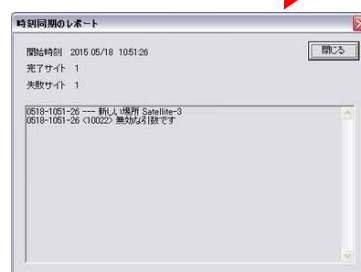 時刻同期のレポート
開始時刻 2015 05/18 10:51:26
閉じる
完了サイト 1
失敗サイト 1
0518-1051-26 --- 新しい場所 Satellite-3
0518-1051-26 <10022> 無効な引数です